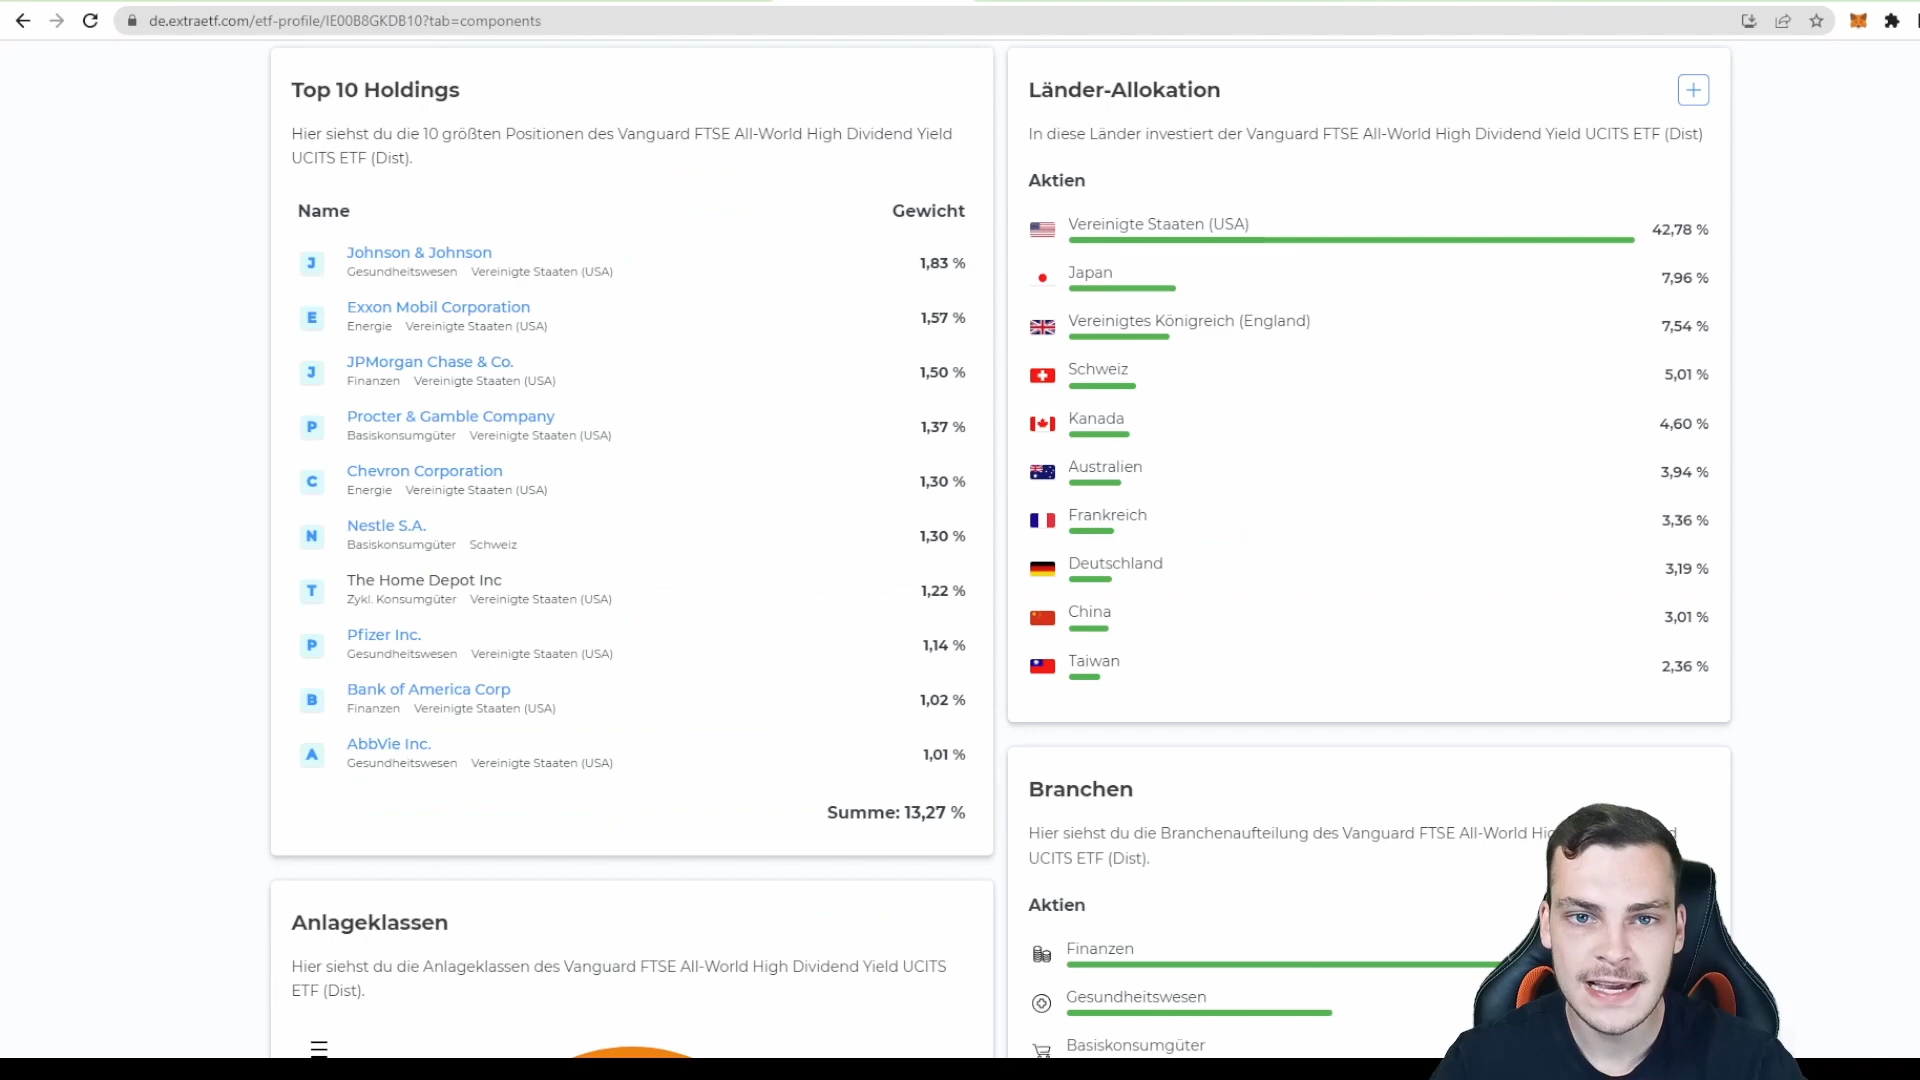 de.extraetf.com/etf-profile/IE00B8GKDB10?tab=components
Top 10 Holdings
Hier siehst du die 10 größten Positionen des Vanguard FTSE All-World High Dividend Yield
UCITS ETF (Dist).
Name Gewicht
J Johnson & Johnson 1,83 %
Gesundheitswesen Vereinigte Staaten (USA)
E Exxon Mobil Corporation 1,57 %
Energie Vereinigte Staaten (USA)
J JPMorgan Chase & Co. 1,50 %
Finanzen Vereinigte Staaten (USA)
P Procter & Gamble Company 1,37 %
Basiskonsumgüter Vereinigte Staaten (USA)
C Chevron Corporation 1,30 %
Energie Vereinigte Staaten (USA)
N Nestle S.A. 1,30 %
Basiskonsumgüter Schweiz
T The Home Depot Inc 1,22 %
Zykl. Konsumgüter Vereinigte Staaten (USA)
P Pfizer Inc. 1,14 %
Gesundheitswesen Vereinigte Staaten (USA)
B Bank of America Corp 1,02 %
Finanzen Vereinigte Staaten (USA)
A AbbVie Inc. 1,01 %
Gesundheitswesen Vereinigte Staaten (USA)
Summe: 13,27 %
Anlageklassen
Hier siehst du die Anlageklassen des Vanguard FTSE All-World High Dividend Yield UCITS
ETF (Dist).
Länder-Allokation
In diese Länder investiert der Vanguard FTSE All-World High Dividend Yield UCITS ETF (Dist)
Aktien
Vereinigte Staaten (USA) 42,78 %
Japan 7,96 %
Vereinigtes Königreich (England) 7,54 %
Schweiz 5,01 %
Kanada 4,60 %
Australien 3,94 %
Frankreich 3,36 %
Deutschland 3,19 %
China 3,01 %
Taiwan 2,36 %
Branchen
Hier siehst du die Branchenaufteilung des Vanguard FTSE All-World
UCITS ETF (Dist).
Aktien
Finanzen
Gesundheitswesen
Basiskonsumgüter